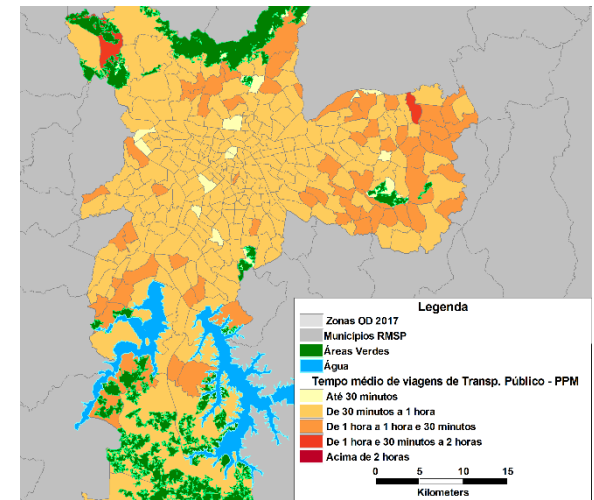 Legenda
Zonas OD 2017
Municípios RMSP
Áreas Verdes
Água
Tempo médio de viagens de Transp. Público - PPM
Até 30 minutos
De 30 minutos a 1 hora
De 1 hora a 1 hora e 30 minutos
De 1 hora e 30 minutos a 2 horas
Acima de 2 horas
0 5 10 15
Kilometers